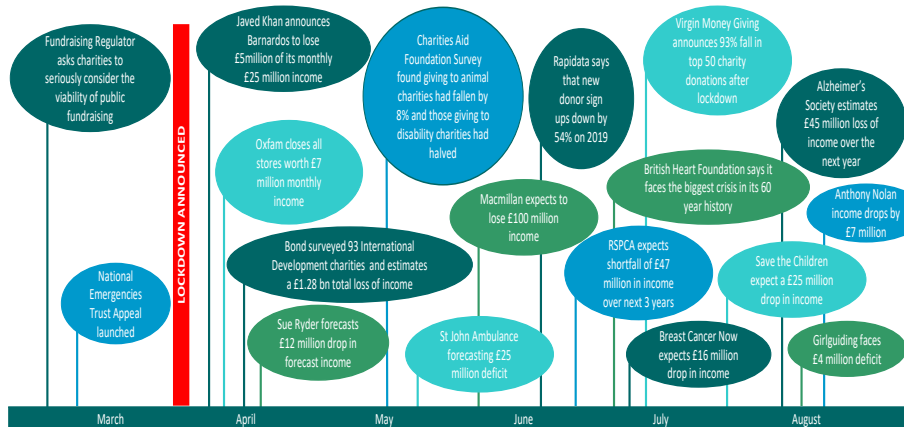 Fundraising Regulator
asks charities to
seriously consider the
viability of public
fundraising
National
Emergencies
Trust Appeal
launched
LOCKDOWN ANNOUNCED
Javed Khan announces
Barnardos to lose
£5million of its monthly
£25 million income
Oxfam closes all
stores worth £7
million monthly
income
Bond surveyed 93 International
Development charities and estimates
a £1.28 bn total loss of income
Sue Ryder forecasts
£12 million drop in
forecast income
Charities Aid
Foundation Survey
found giving to animal
charities had fallen by
8% and those giving to
disability charities had
halved
St John Ambulance
forecasting £25
million deficit
Macmillan expects to
lose £100 million
income
Rapidata says
that new
donor sign
ups down by
54% on 2019
RSPCA expects
shortfall of £47
million in income
over next 3 years
British Heart Foundation says it
faces the biggest crisis in its 60
year history
Breast Cancer Now
expects £16 million
drop in income
Virgin Money Giving
announces 93% fall in
top 50 charity
donations after
lockdown
Save the Children
expect a £25 million
drop in income
Alzheimer's
Society estimates
£45 million loss of
income over the
next year
Anthony Nolan
income drops by
£7 million
Girlguiding faces
£4 million deficit
March
April
May
June
July
August